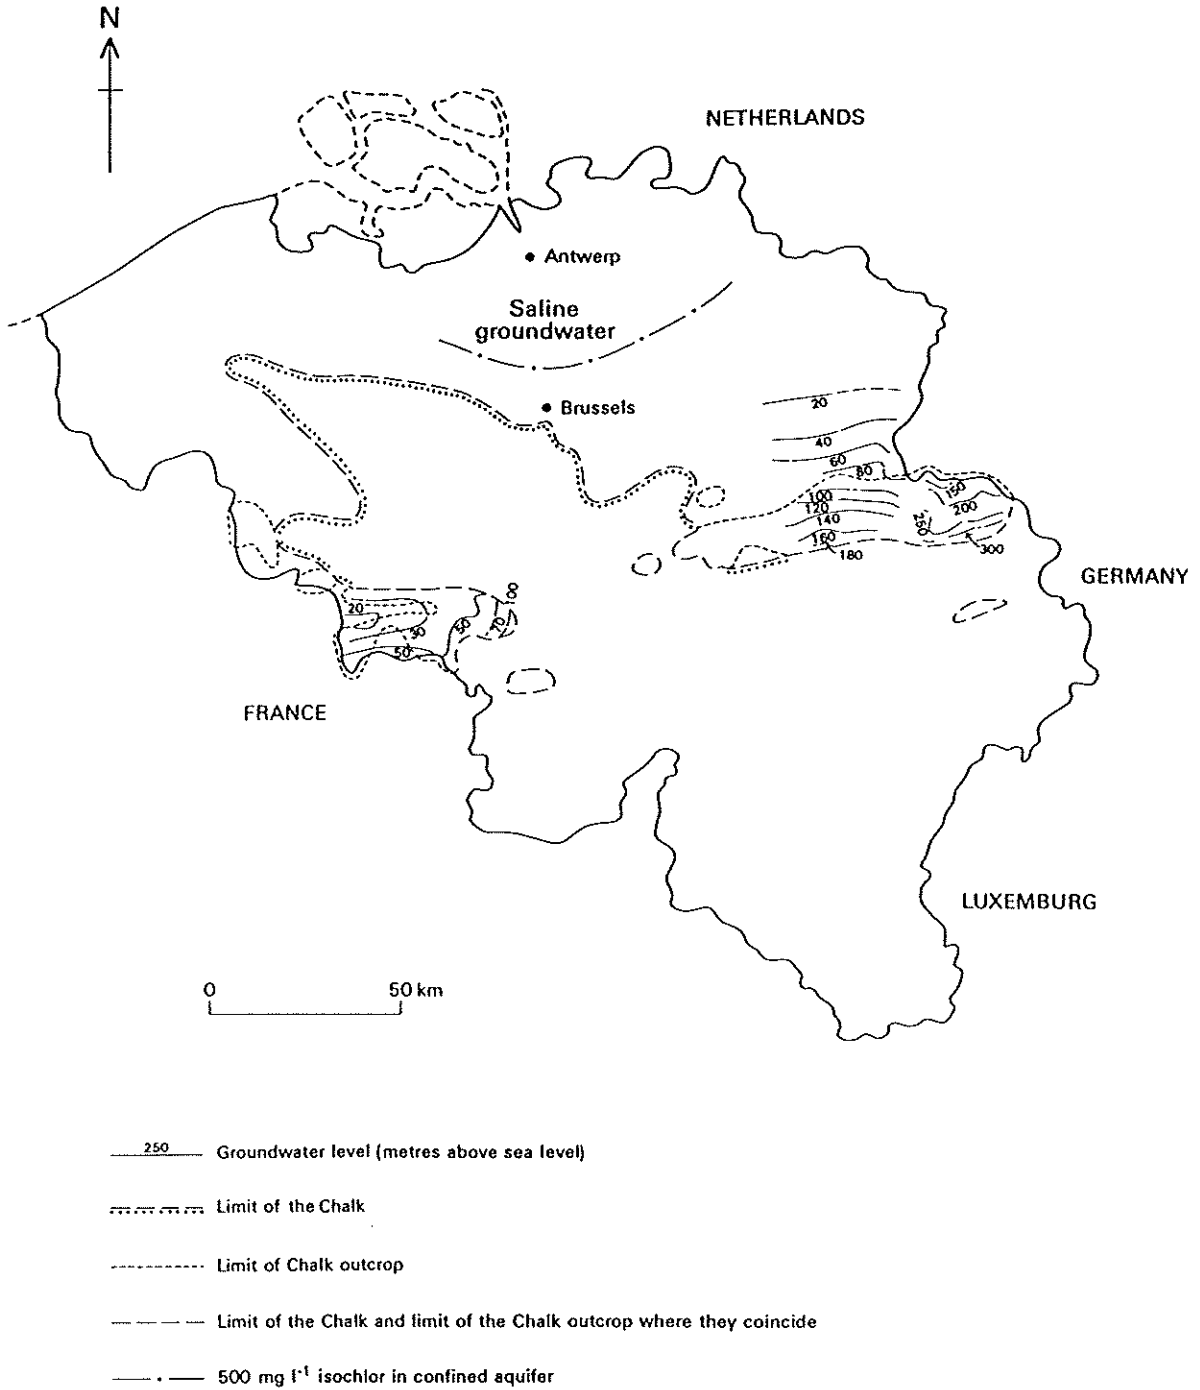 N
NETHERLANDS
Antwerp
Saline
groundwater
Brussels
20
40
60
80
100
120
140
160
180
150
200
250
300
GERMANY
20
30
50
50
70
FRANCE
LUXEMBURG
0 50 km
250 Groundwater level (metres above sea level)
Limit of the Chalk
Limit of Chalk outcrop
Limit of the Chalk and limit of the Chalk outcrop where they coincide
500 mg l⁻¹ isochlor in confined aquifer